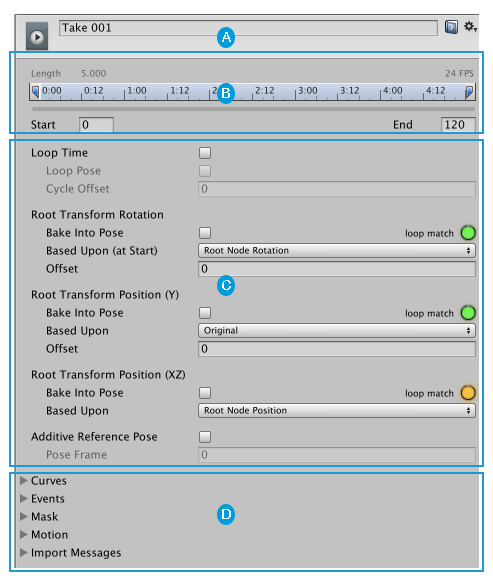 Take 001
A
Length 5.000 24 FPS
0:00 0:12 1:00 1:12 2 B 2:12 3:00 3:12 4:00 4:12
Start 0 End 120
Loop Time
Loop Pose
Cycle Offset 0
Root Transform Rotation
Bake Into Pose loop match
Based Upon (at Start) Root Node Rotation
Offset 0
C
Root Transform Position (Y)
Bake Into Pose loop match
Based Upon Original
Offset 0
Root Transform Position (XZ)
Bake Into Pose loop match
Based Upon Root Node Position
Additive Reference Pose
Pose Frame 0
Curves
Events
Mask
D
Motion
Import Messages